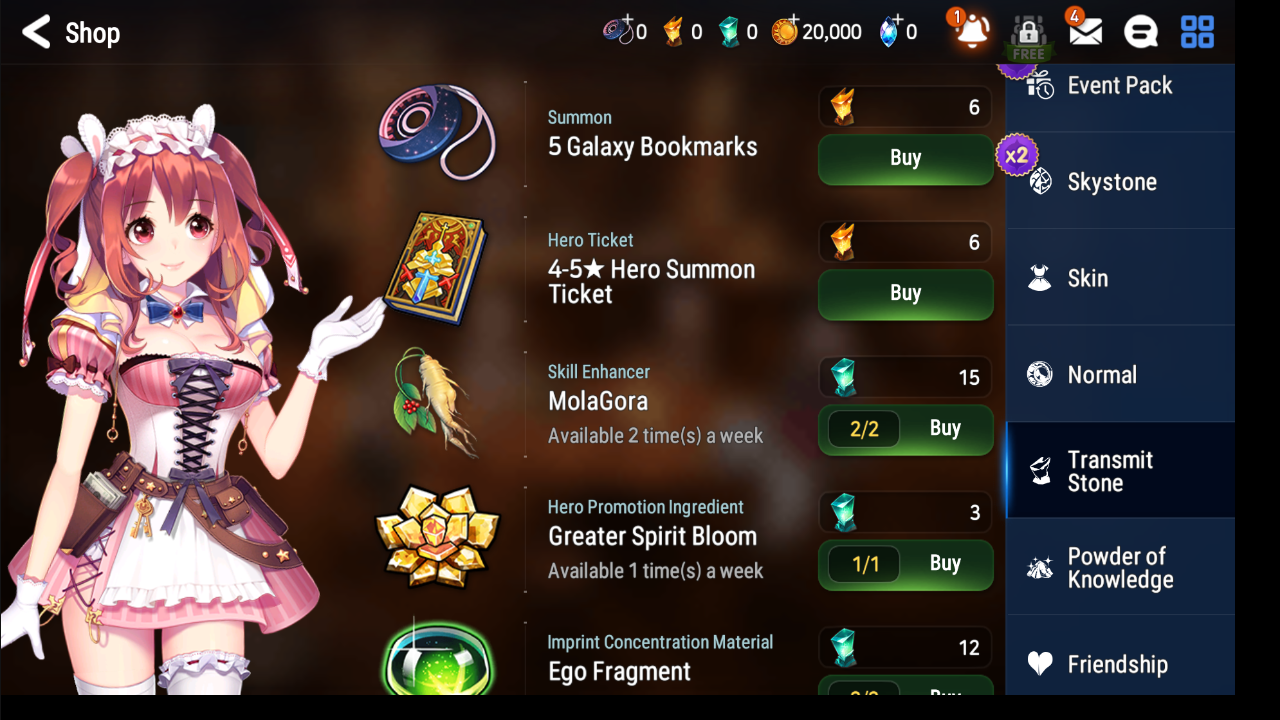 Shop
0
0
0
20,000
0
1
FREE
4
Summon
5 Galaxy Bookmarks
6
Buy
Hero Ticket
4-5★ Hero Summon
Ticket
6
Buy
Skill Enhancer
MolaGora
Available 2 time(s) a week
15
2/2
Buy
Hero Promotion Ingredient
Greater Spirit Bloom
Available 1 time(s) a week
3
1/1
Buy
Imprint Concentration Material
Ego Fragment
12
Buy
Event Pack
x2
Skystone
Skin
Normal
Transmit
Stone
Powder of
Knowledge
Friendship